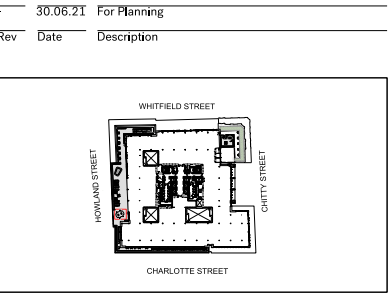 - 30.06.21 For Planning
Rev Date Description
WHITFIELD STREET
HOWLAND STREET
CHITTY STREET
CHARLOTTE STREET